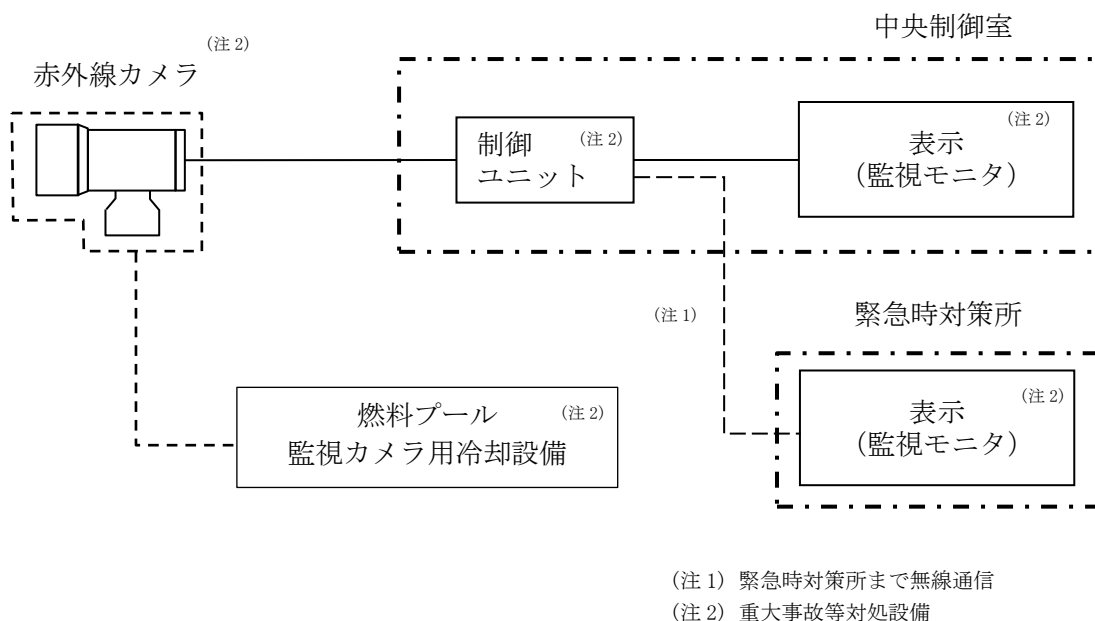 中央制御室
(注 2)
赤外線カメラ
制御 (注 2)
ユニット
(注 2)
表示
(監視モニタ)
(注 1)
緊急時対策所
(注 2)
表示
(監視モニタ)
燃料プール (注 2)
監視カメラ用冷却設備
(注 1) 緊急時対策所まで無線通信
(注 2) 重大事故等対処設備